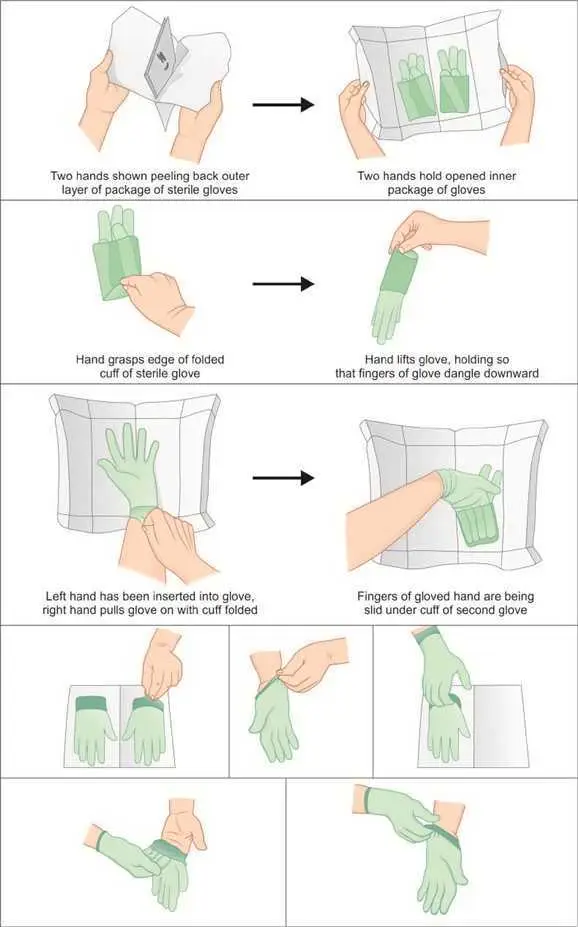 Two hands shown peeling back outer
layer of package of sterile gloves
Two hands hold opened inner
package of gloves
Hand grasps edge of folded
cuff of sterile glove
Hand lifts glove, holding so
that fingers of glove dangle downward
Left hand has been inserted into glove,
right hand pulls glove on with cuff folded
Fingers of gloved hand are being
slid under cuff of second glove